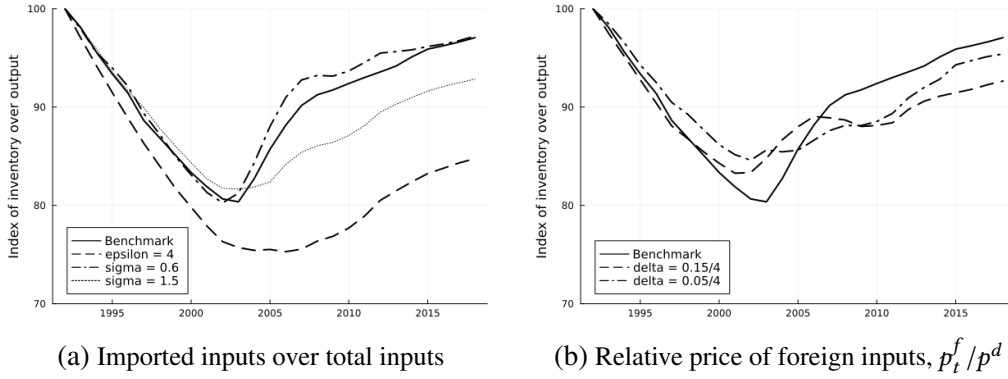 100
90
80
70
Index of inventory over output
1995
2000
2005
2010
2015
Benchmark
epsilon = 4
sigma = 0.6
sigma = 1.5
(a) Imported inputs over total inputs
100
90
80
70
Index of inventory over output
1995
2000
2005
2010
2015
Benchmark
delta = 0.15/4
delta = 0.05/4
(b) Relative price of foreign inputs, p_t^f/p^d